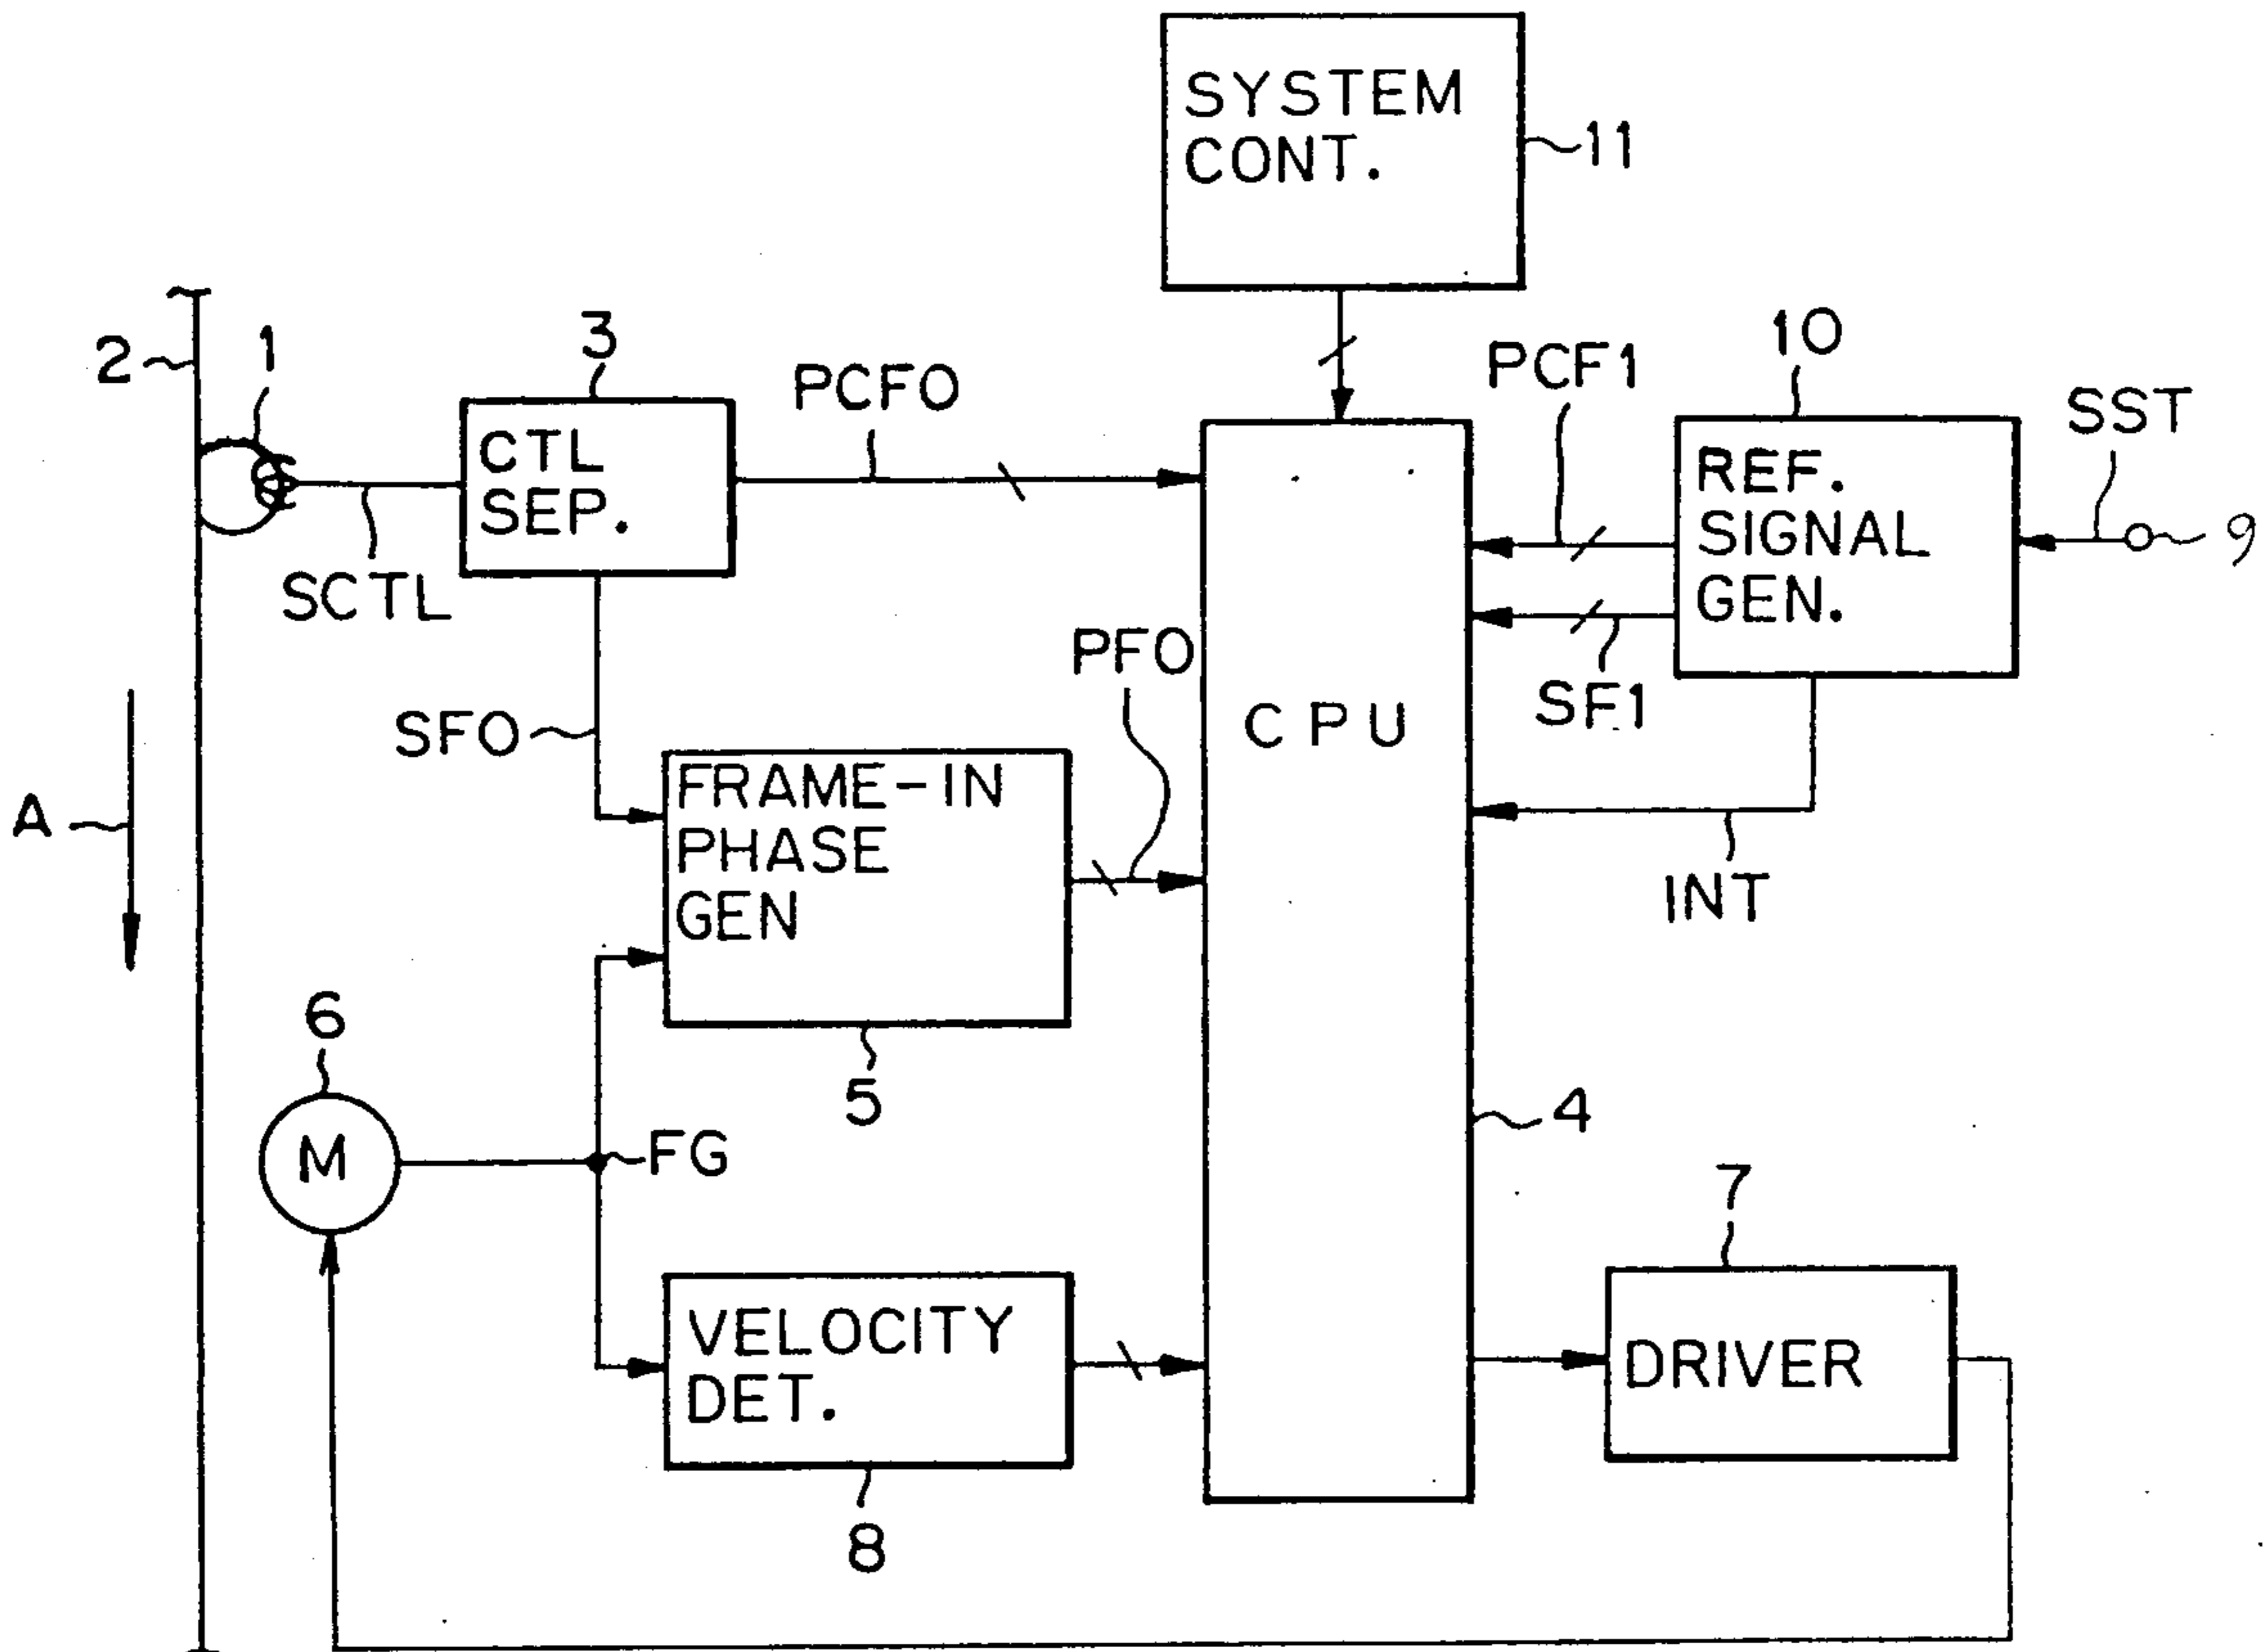 SYSTEM
CONT.
11
2
1
3
PCFO
PCF1
10
SST
CTL
SEP.
REF.
SIGNAL
GEN.
9
SCTL
SFO
PFO
SF1
CPU
FRAME-IN
PHASE
GEN
A
INT
6
5
4
M
FG
7
VELOCITY
DET.
DRIVER
8